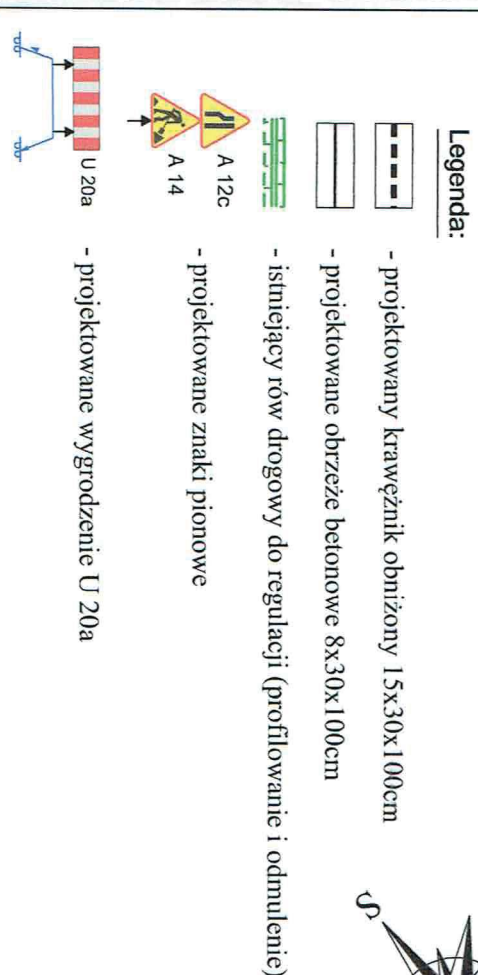 Legenda:
- projektowany krawężnik obniżony 15x30x100cm
- projektowane obrzeże betonowe 8x30x100cm
- istniejący rów drogowy do regulacji (profilowanie i odmulenie)
A 12c
A 14
- projektowane znaki pionowe
U 20a
- projektowane wygrodzenie U 20a
S